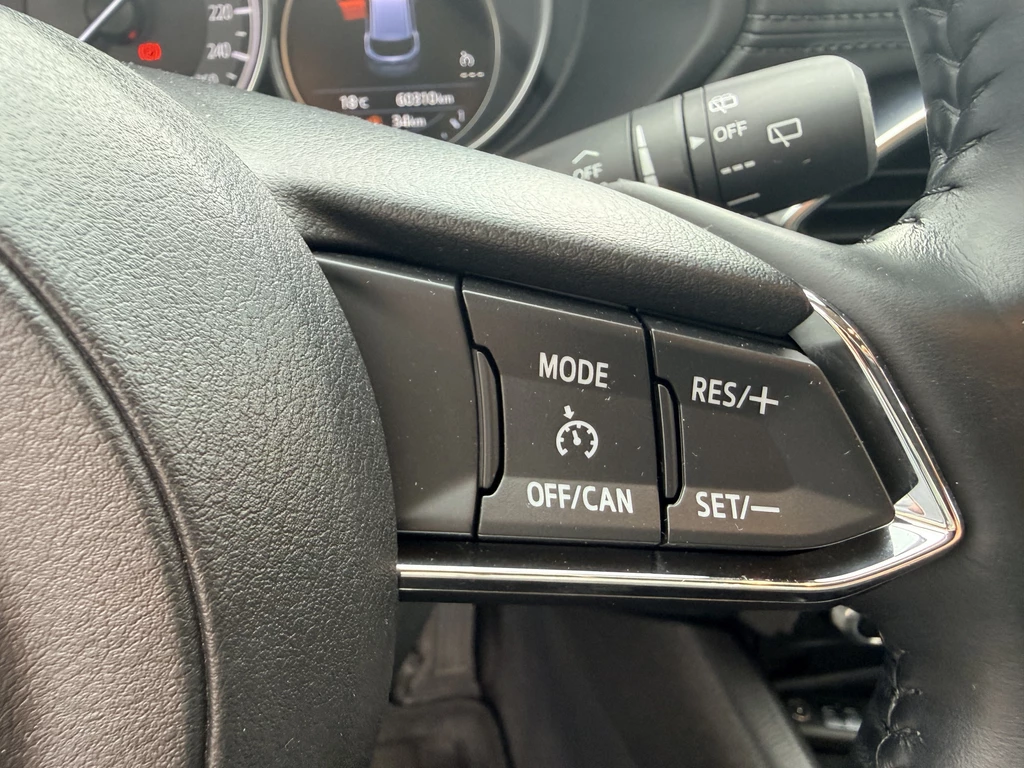 220
240
18°C
OFF
OFF
MODE
RES/+
OFF/CAN
SET/—